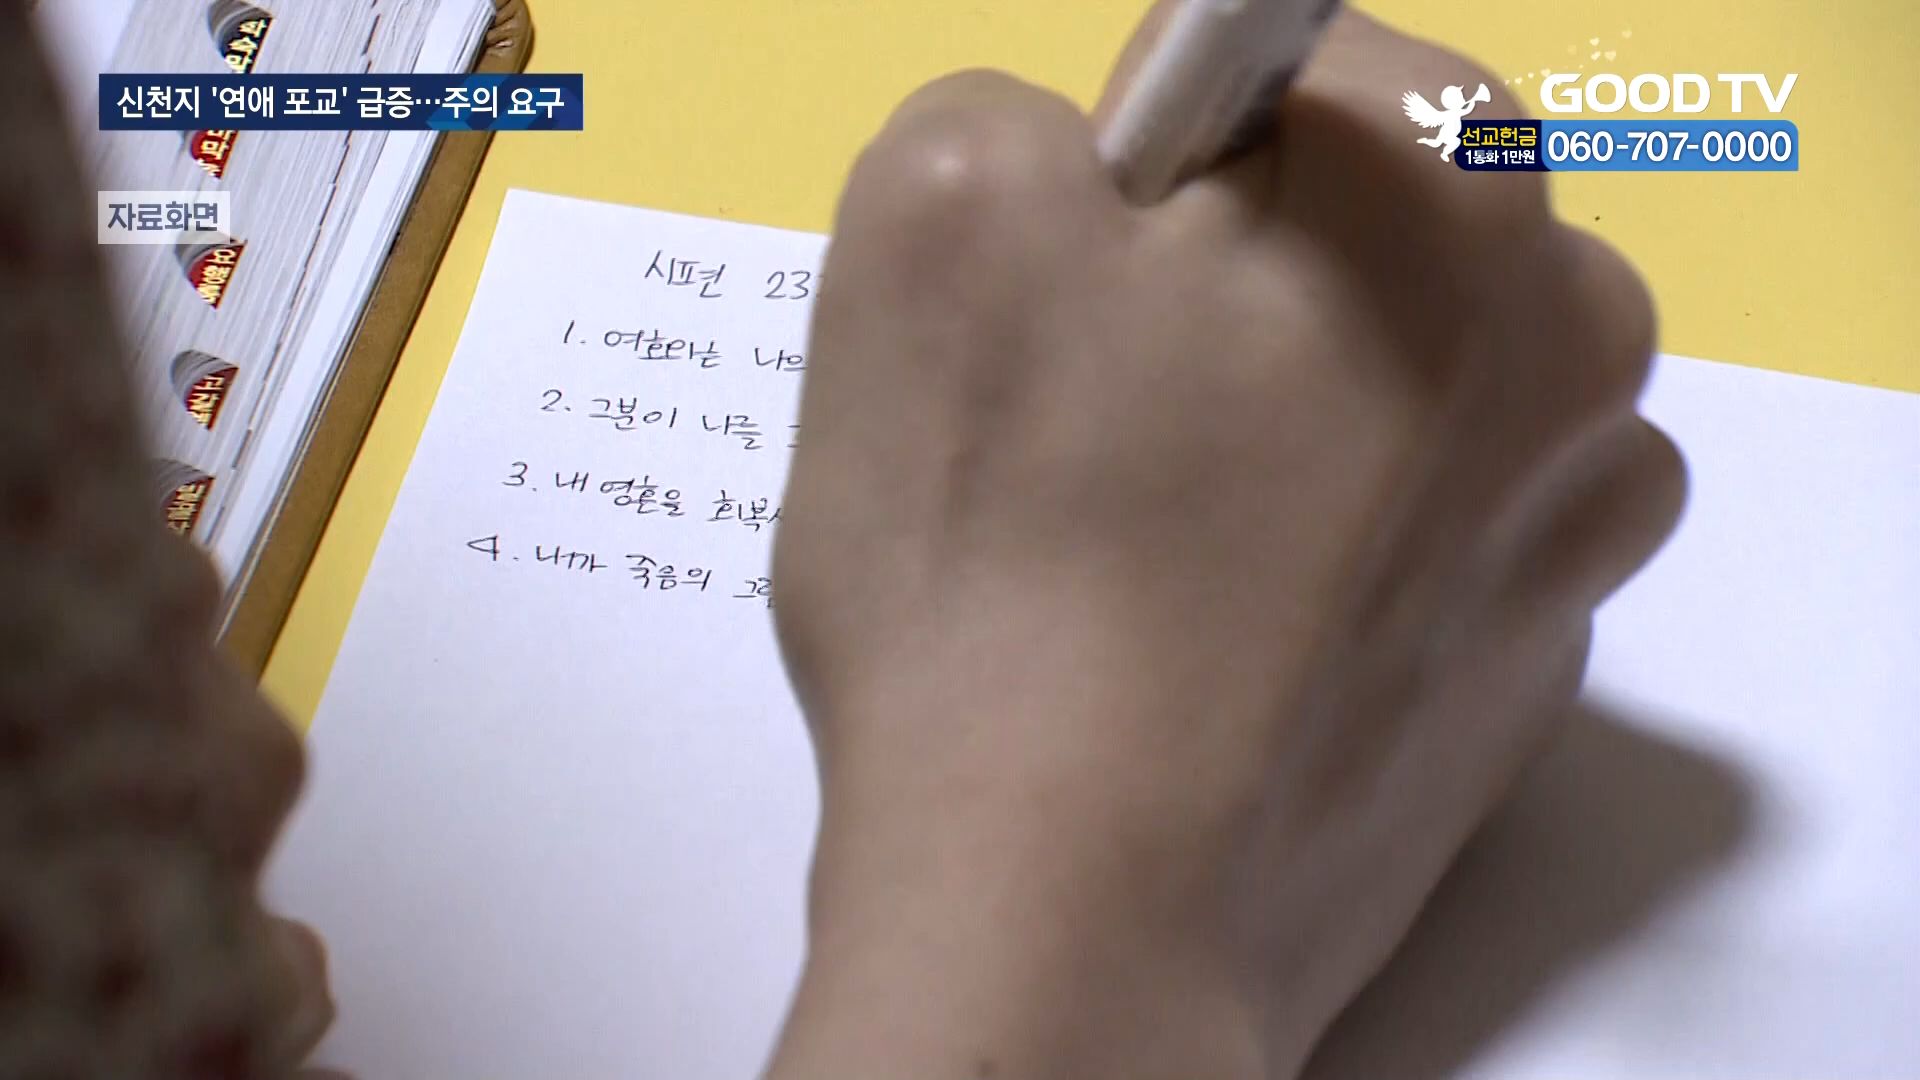 신천지 '연애 포교' 급증…주의 요구
GOODTV
선교헌금
1통화 1만원
060-707-0000
자료화면
시편 23
1. 여호와는 나의
2. 그분이 나를
3. 내 영혼을 회복
4. 내가 죽음의